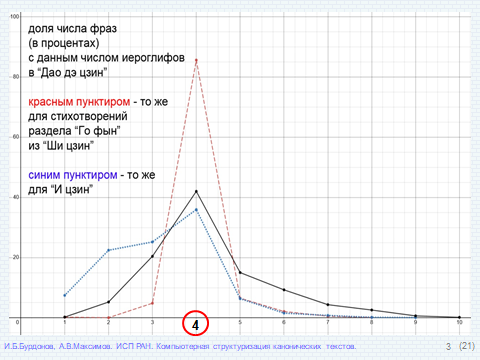 100
доля числа фраз
(в процентах)
с данным числом иероглифов
в “Дао дэ цзин”
80
красным пунктиром - то же
для стихотворений
раздела “Го фын”
из “Ши цзин”
60
синим пунктиром - то же
для “И цзин”
40
20
0 1 2 3 4 5 6 7 8 9 10
И.Б.Бурдонов, А.В.Максимов. ИСП РАН. Компьютерная структуризация канонических текстов. 3 (21)